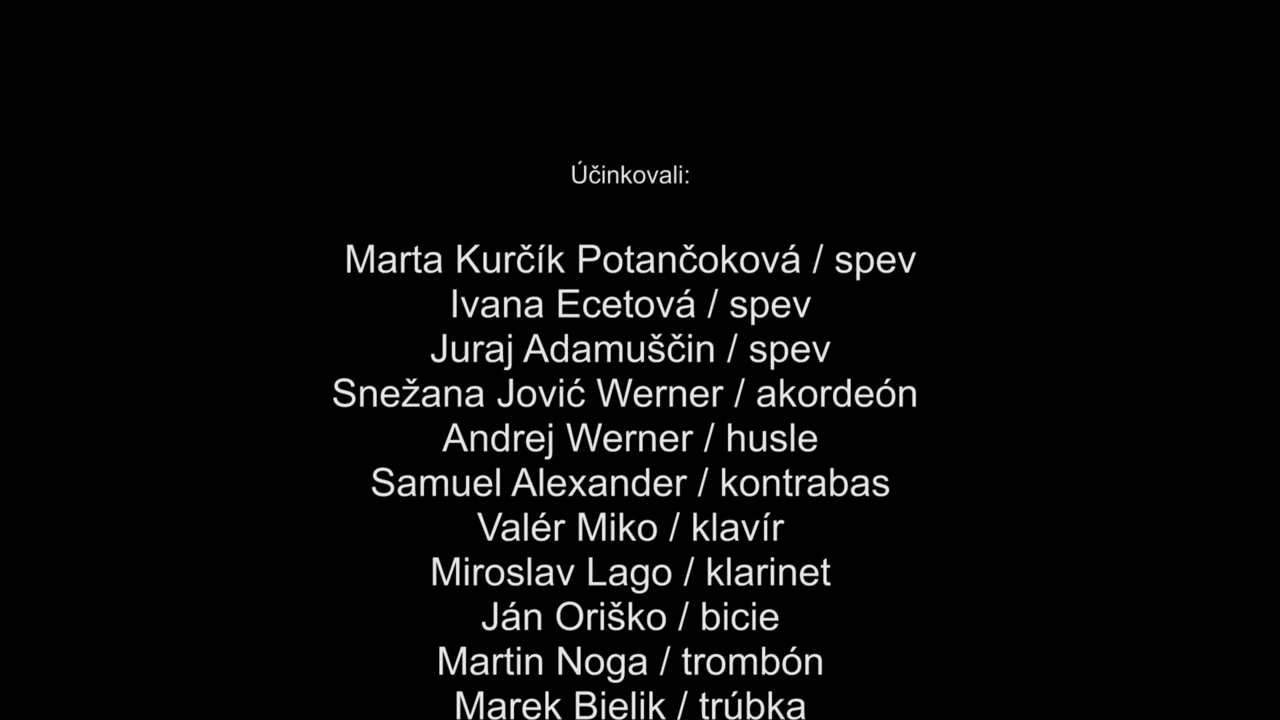 Účinkovali:
Marta Kurčík Potančoková / spev
Ivana Ecetová / spev
Juraj Adamuščin / spev
Snežana Jović Werner / akordeón
Andrej Werner / husle
Samuel Alexander / kontrabas
Valér Miko / klavír
Miroslav Lago / klarinet
Ján Oriško / bicie
Martin Noga / trombón
Marek Bielik / trúbka